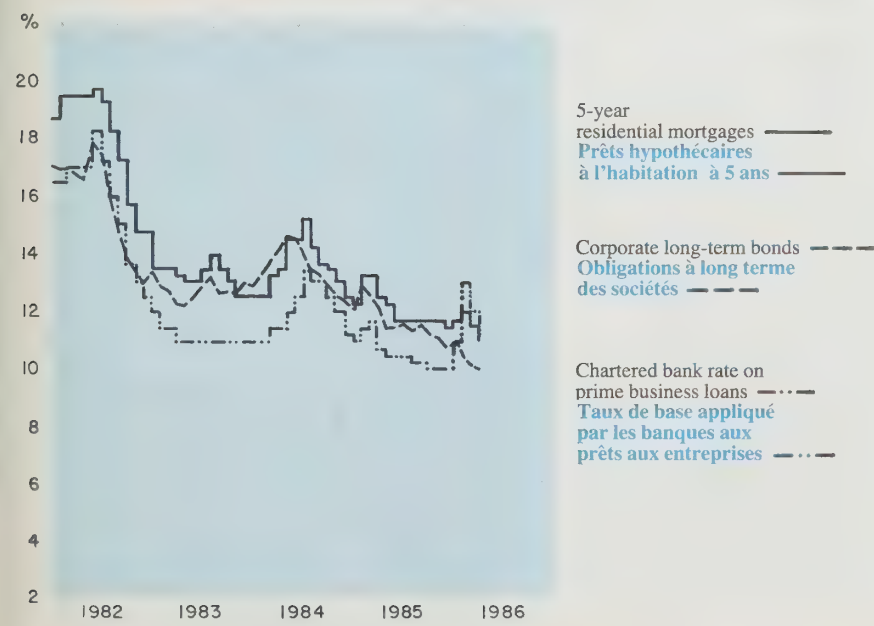 %
20
18
16
14
12
10
8
6
4
2
1982 1983 1984 1985 1986
5-year
residential mortgages
Prêts hypothécaires
à l'habitation à 5 ans
Corporate long-term bonds
Obligations à long terme
des sociétés
Chartered bank rate on
prime business loans
Taux de base appliqué
par les banques aux
prêts aux entreprises